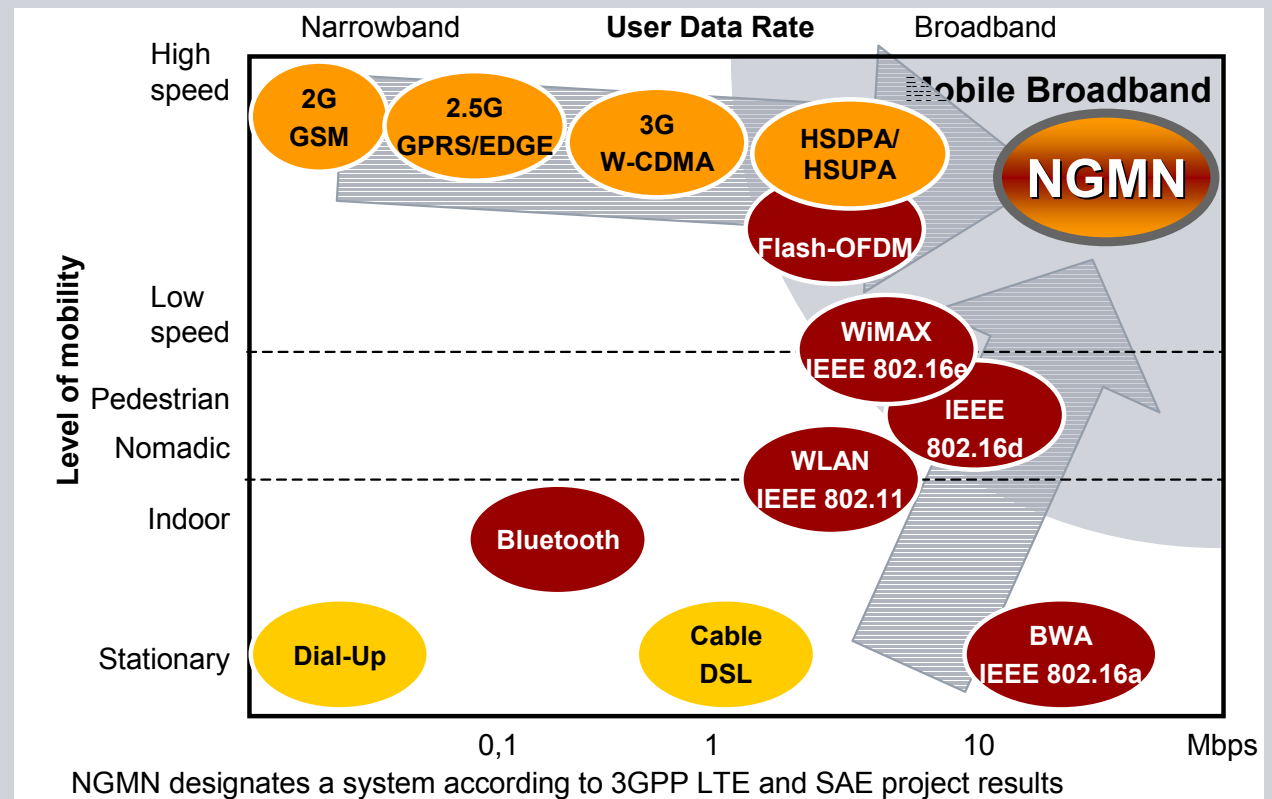 Narrowband User Data Rate Broadband
High
speed
Mobile Broadband
2G
GSM
2.5G
GPRS/EDGE
3G
W-CDMA
HSDPA/
HSUPA
NGMN
Flash-OFDM
Level of mobility
Low
speed
WiMAX
IEEE 802.16e
Pedestrian
IEEE
802.16d
Nomadic
WLAN
IEEE 802.11
Indoor
Bluetooth
Stationary
Dial-Up
Cable
DSL
BWA
IEEE 802.16a
0,1 1 10 Mbps
NGMN designates a system according to 3GPP LTE and SAE project results